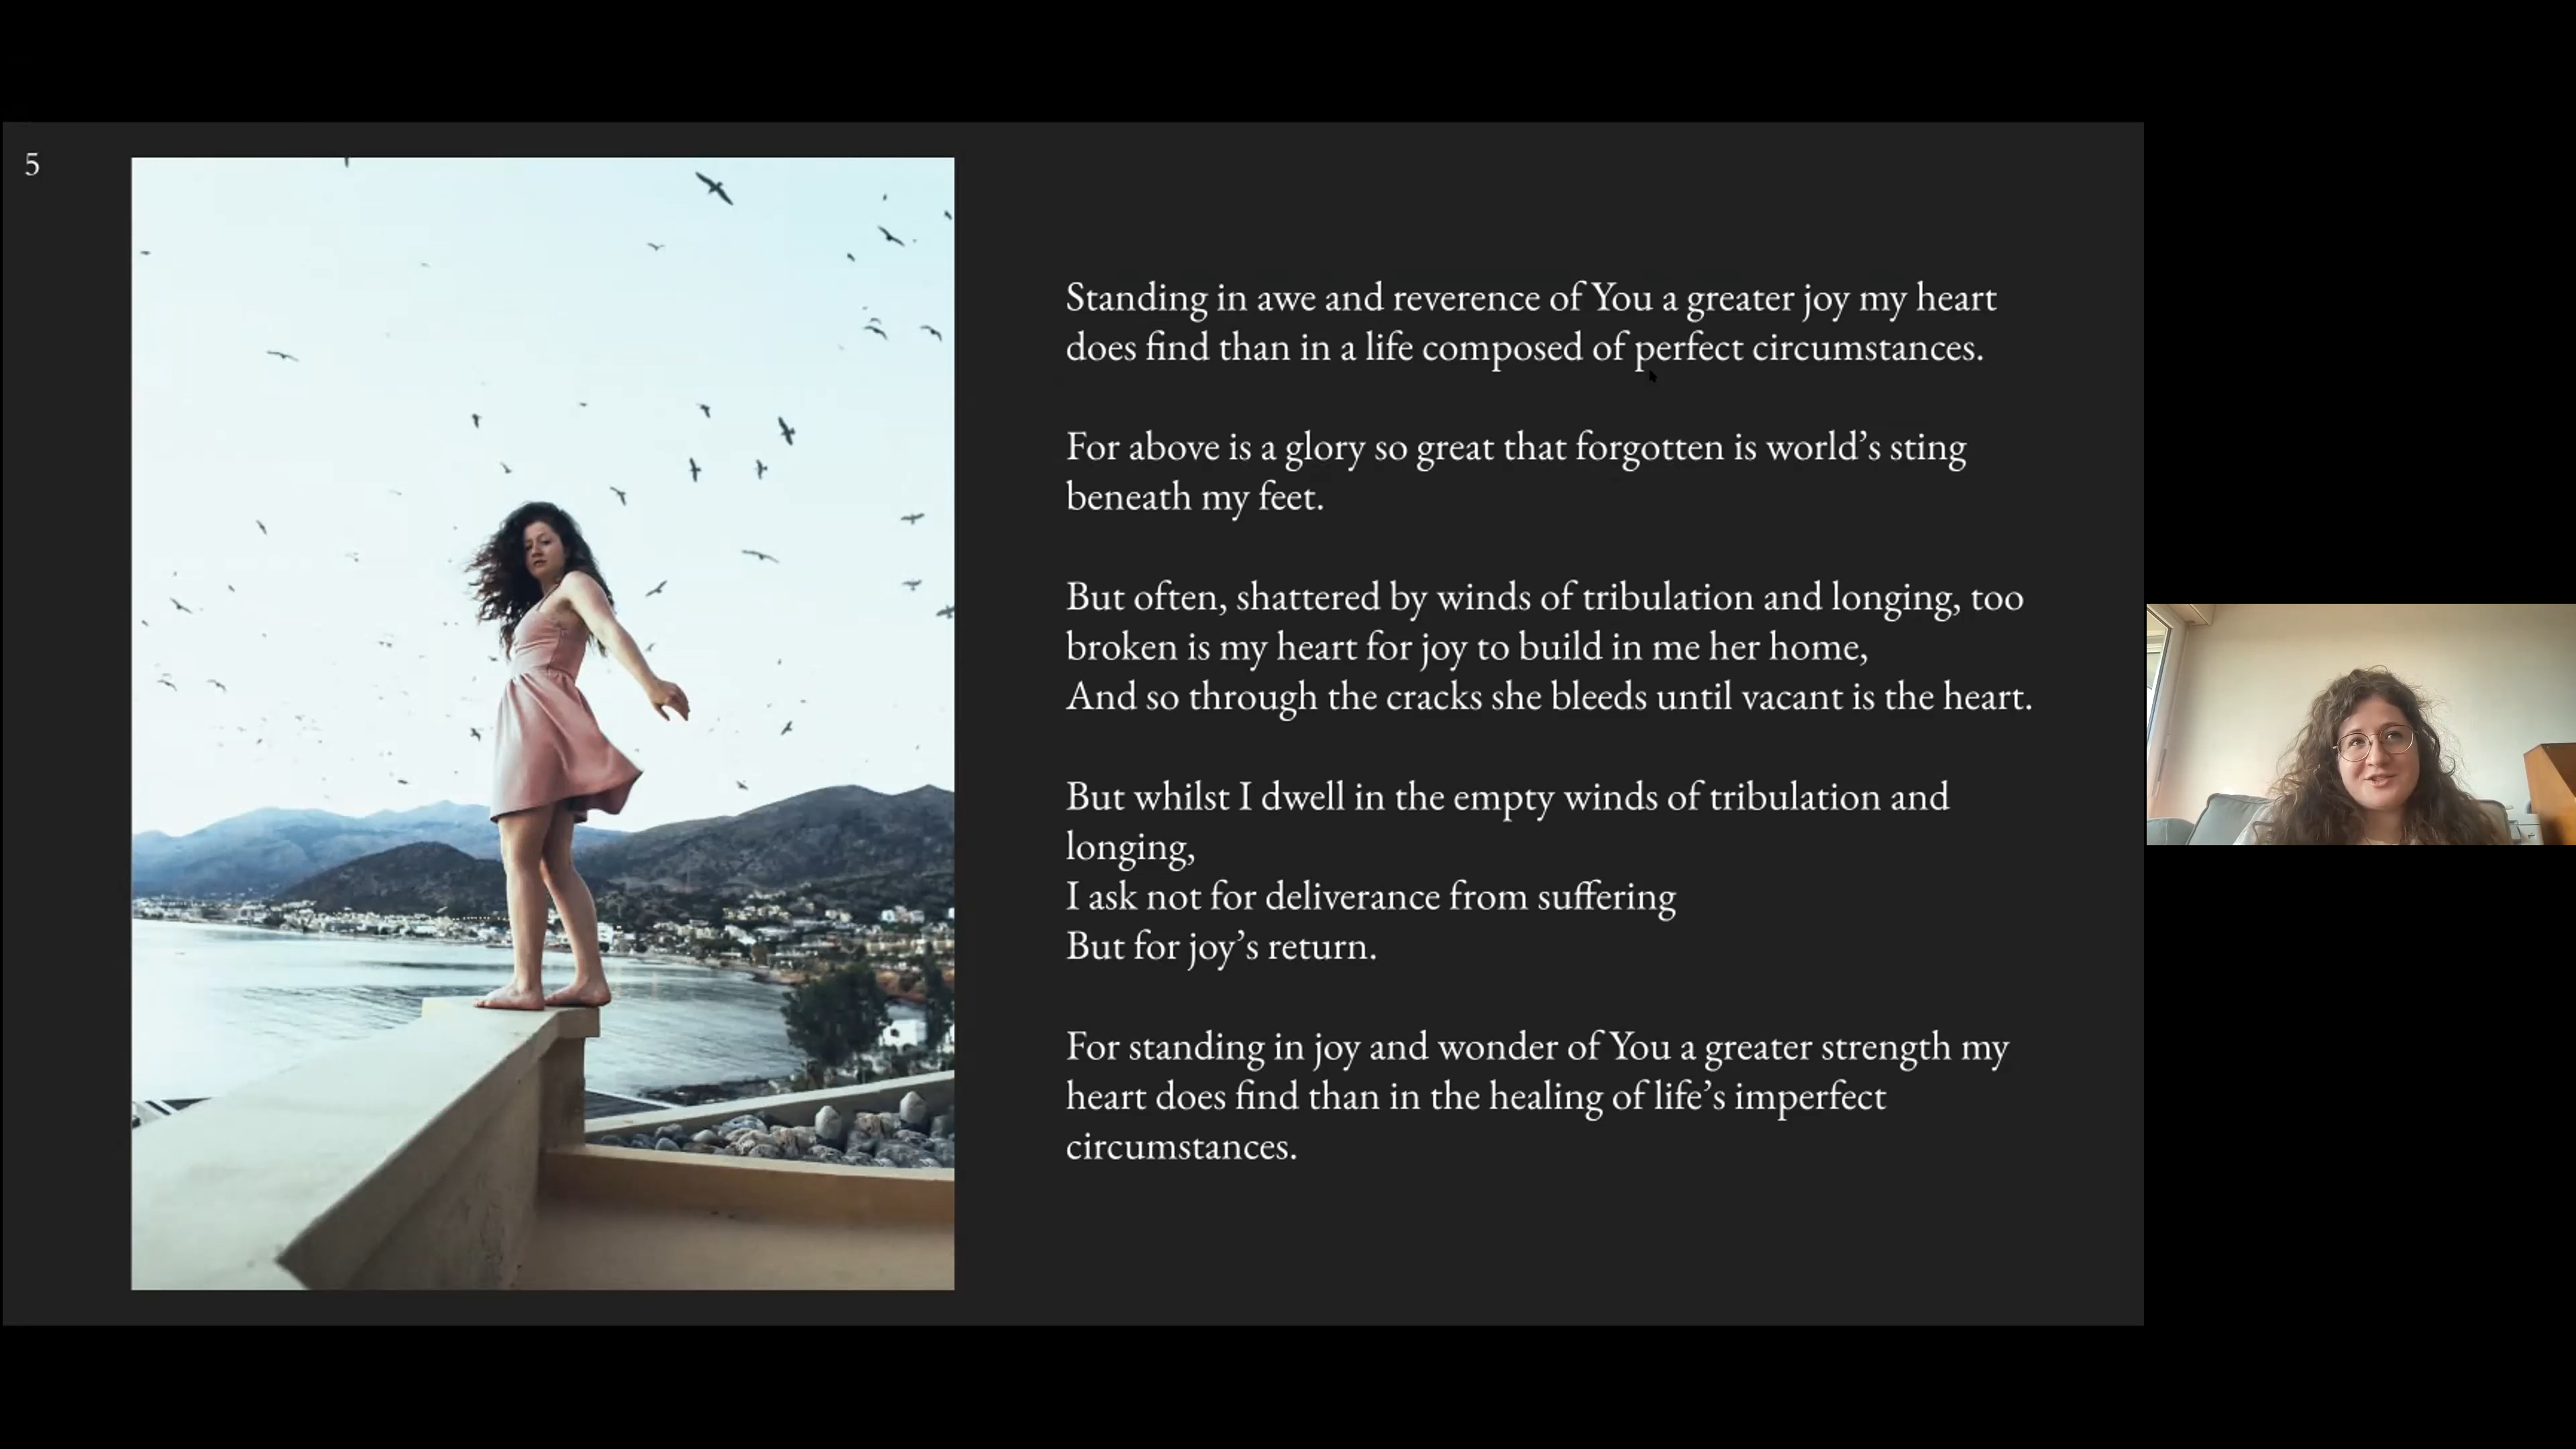 5
Standing in awe and reverence of You a greater joy my heart
does find than in a life composed of perfect circumstances.
For above is a glory so great that forgotten is world’s sting
beneath my feet.
But often, shattered by winds of tribulation and longing, too
broken is my heart for joy to build in me her home,
And so through the cracks she bleeds until vacant is the heart.
But whilst I dwell in the empty winds of tribulation and
longing,
I ask not for deliverance from suffering
But for joy’s return.
For standing in joy and wonder of You a greater strength my
heart does find than in the healing of life’s imperfect
circumstances.